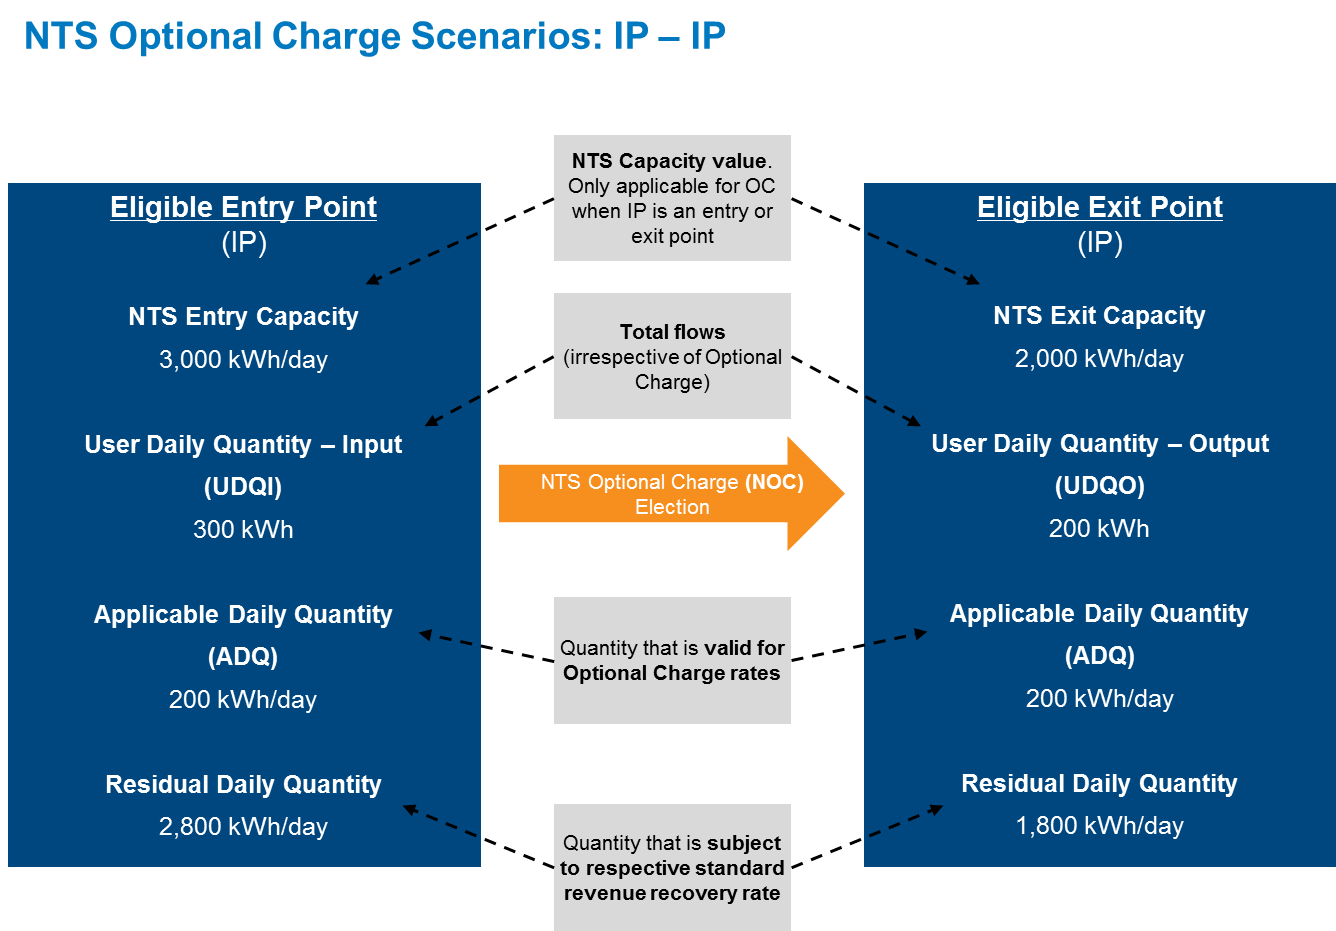 NTS Optional Charge Scenarios: IP – IP
Eligible Entry Point
(IP)
NTS Entry Capacity
3,000 kWh/day
User Daily Quantity – Input
(UDQI)
300 kWh
Applicable Daily Quantity
(ADQ)
200 kWh/day
Residual Daily Quantity
2,800 kWh/day
NTS Capacity value.
Only applicable for OC
when IP is an entry or
exit point
Total flows
(irrespective of Optional
Charge)
NTS Optional Charge (NOC)
Election
Quantity that is valid for
Optional Charge rates
Quantity that is subject
to respective standard
revenue recovery rate
Eligible Exit Point
(IP)
NTS Exit Capacity
2,000 kWh/day
User Daily Quantity – Output
(UDQO)
200 kWh
Applicable Daily Quantity
(ADQ)
200 kWh/day
Residual Daily Quantity
1,800 kWh/day